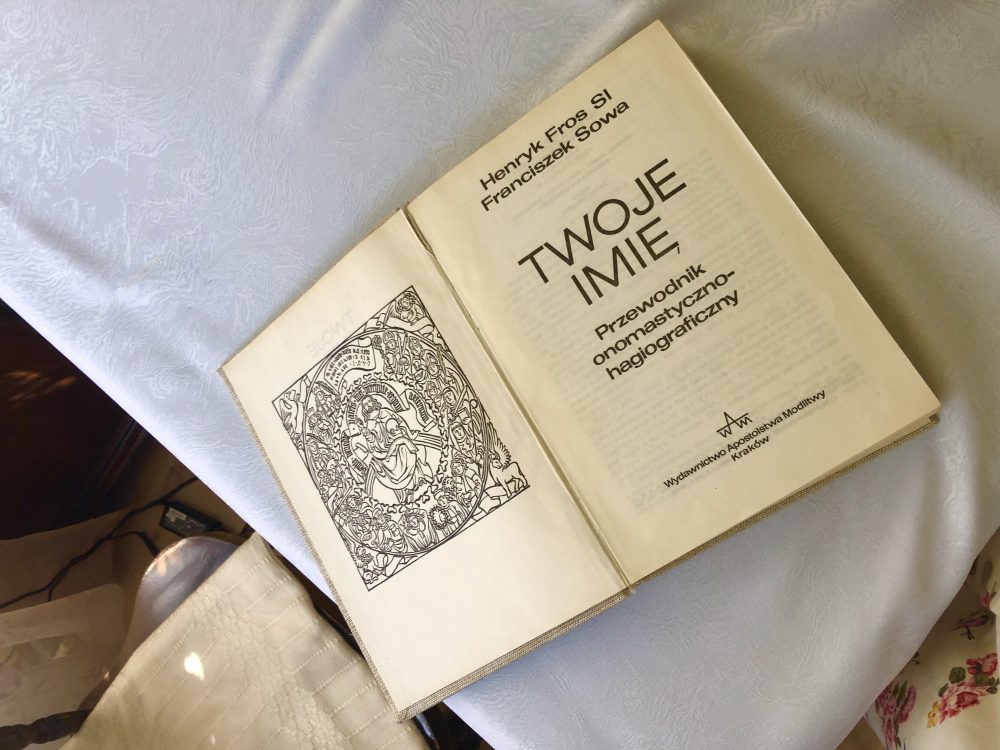 Henryk Fros SI
Franciszek Sowa
TWOJE
IMIĘ
Przewodnik
onomastyczno-
hagiograficzny
WAM
Wydawnictwo Apostolstwa Modlitwy
Kraków